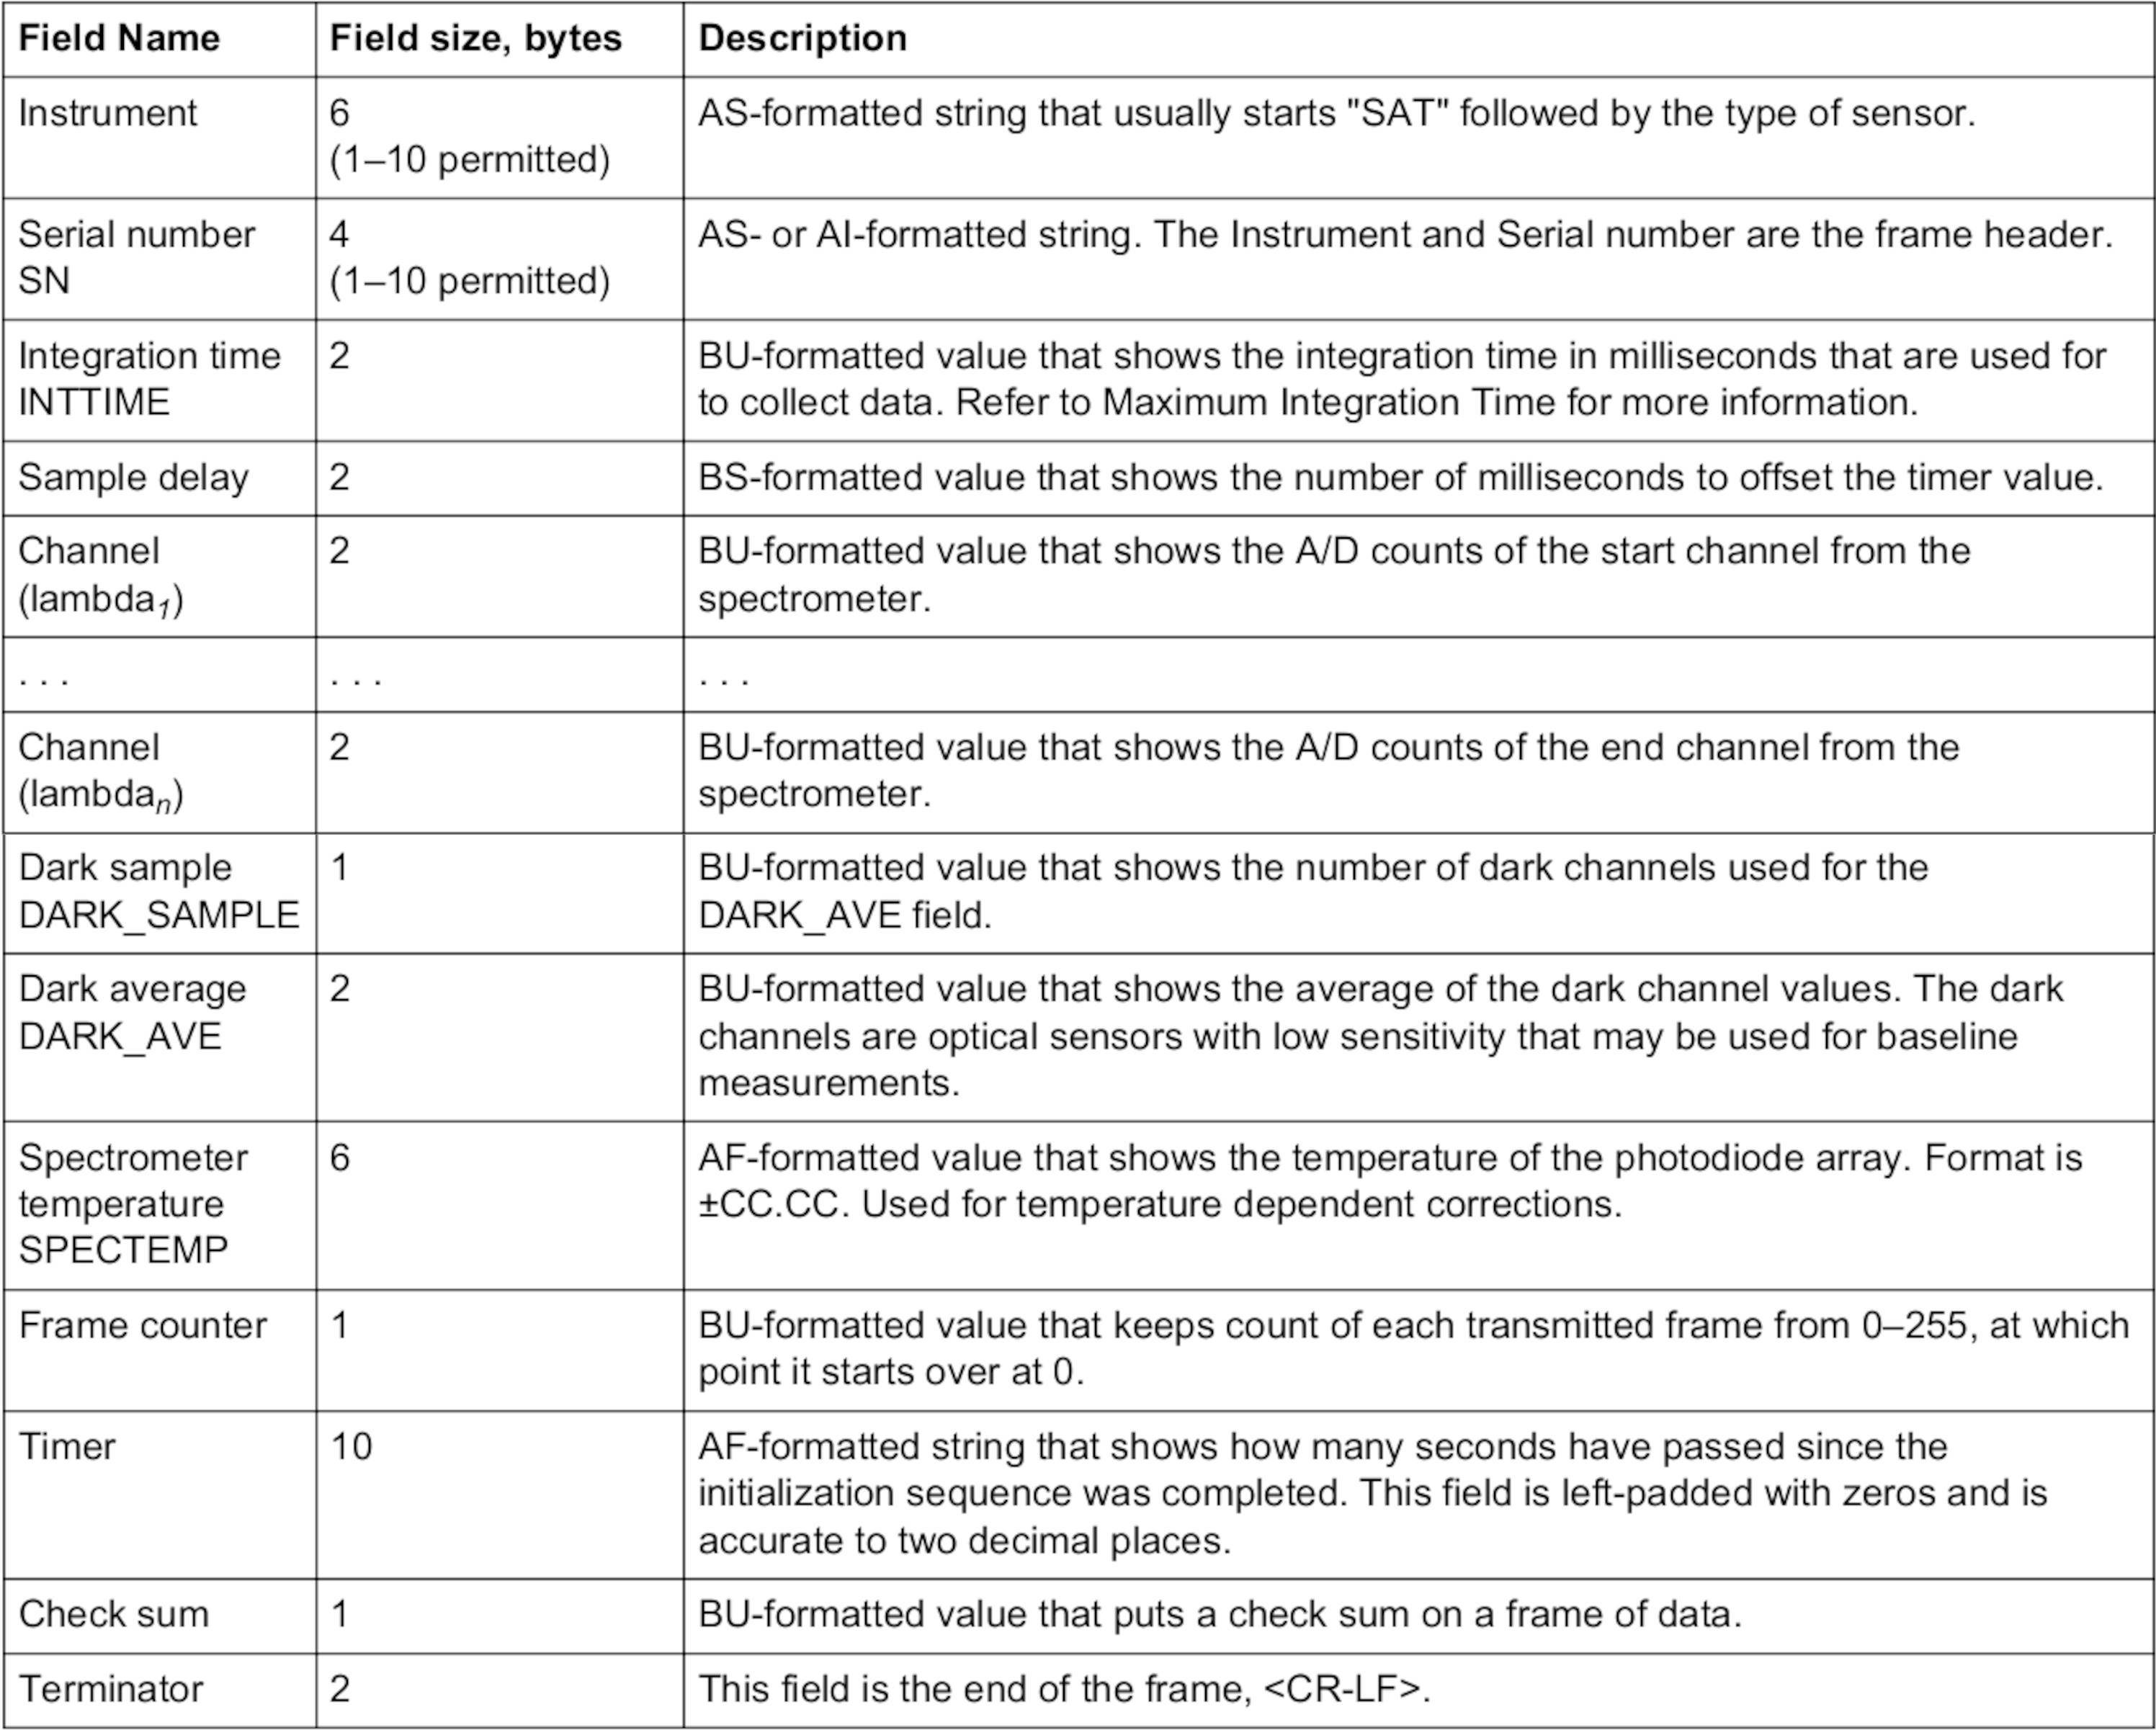 Field Name Field size, bytes Description
Instrument 6 AS-formatted string that usually starts "SAT" followed by the type of sensor.
(1–10 permitted)
Serial number 4 AS- or AI-formatted string. The Instrument and Serial number are the frame header.
SN (1–10 permitted)
Integration time 2 BU-formatted value that shows the integration time in milliseconds that are used for
INTTIME to collect data. Refer to Maximum Integration Time for more information.
Sample delay 2 BS-formatted value that shows the number of milliseconds to offset the timer value.
Channel 2 BU-formatted value that shows the A/D counts of the start channel from the
(lambda1) spectrometer.
. . . . . . . . .
Channel 2 BU-formatted value that shows the A/D counts of the end channel from the
(lambdan) spectrometer.
Dark sample 1 BU-formatted value that shows the number of dark channels used for the
DARK_SAMPLE DARK_AVE field.
Dark average 2 BU-formatted value that shows the average of the dark channel values. The dark
DARK_AVE channels are optical sensors with low sensitivity that may be used for baseline
measurements.
Spectrometer 6 AF-formatted value that shows the temperature of the photodiode array. Format is
temperature ±CC.CC. Used for temperature dependent corrections.
SPECTEMP
Frame counter 1 BU-formatted value that keeps count of each transmitted frame from 0–255, at which
point it starts over at 0.
Timer 10 AF-formatted string that shows how many seconds have passed since the
initialization sequence was completed. This field is left-padded with zeros and is
accurate to two decimal places.
Check sum 1 BU-formatted value that puts a check sum on a frame of data.
Terminator 2 This field is the end of the frame, <CR-LF>.